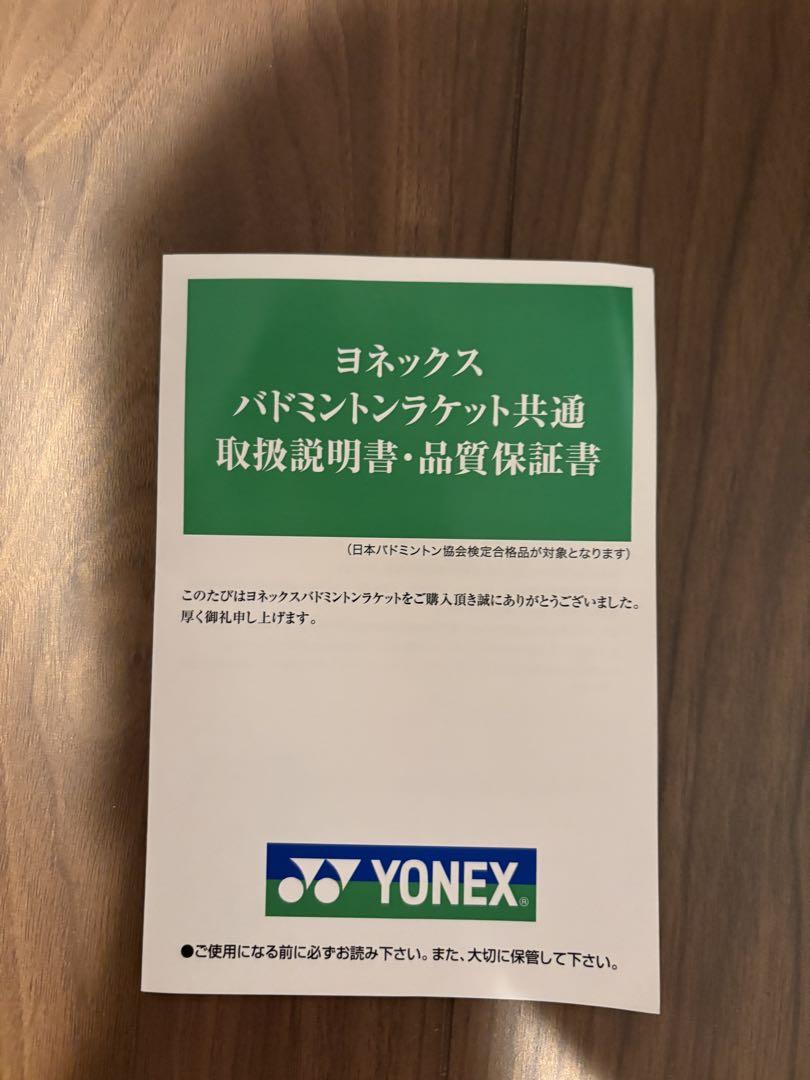 ヨネックス
バドミントンラケット共通
取扱説明書・品質保証書
(日本バドミントン協会検定合格品が対象となります)
このたびはヨネックスバドミントンラケットをご購入頂き誠にありがとうございました。
厚く御礼申し上げます。
YONEX®
●ご使用になる前に必ずお読み下さい。また、大切に保管して下さい。